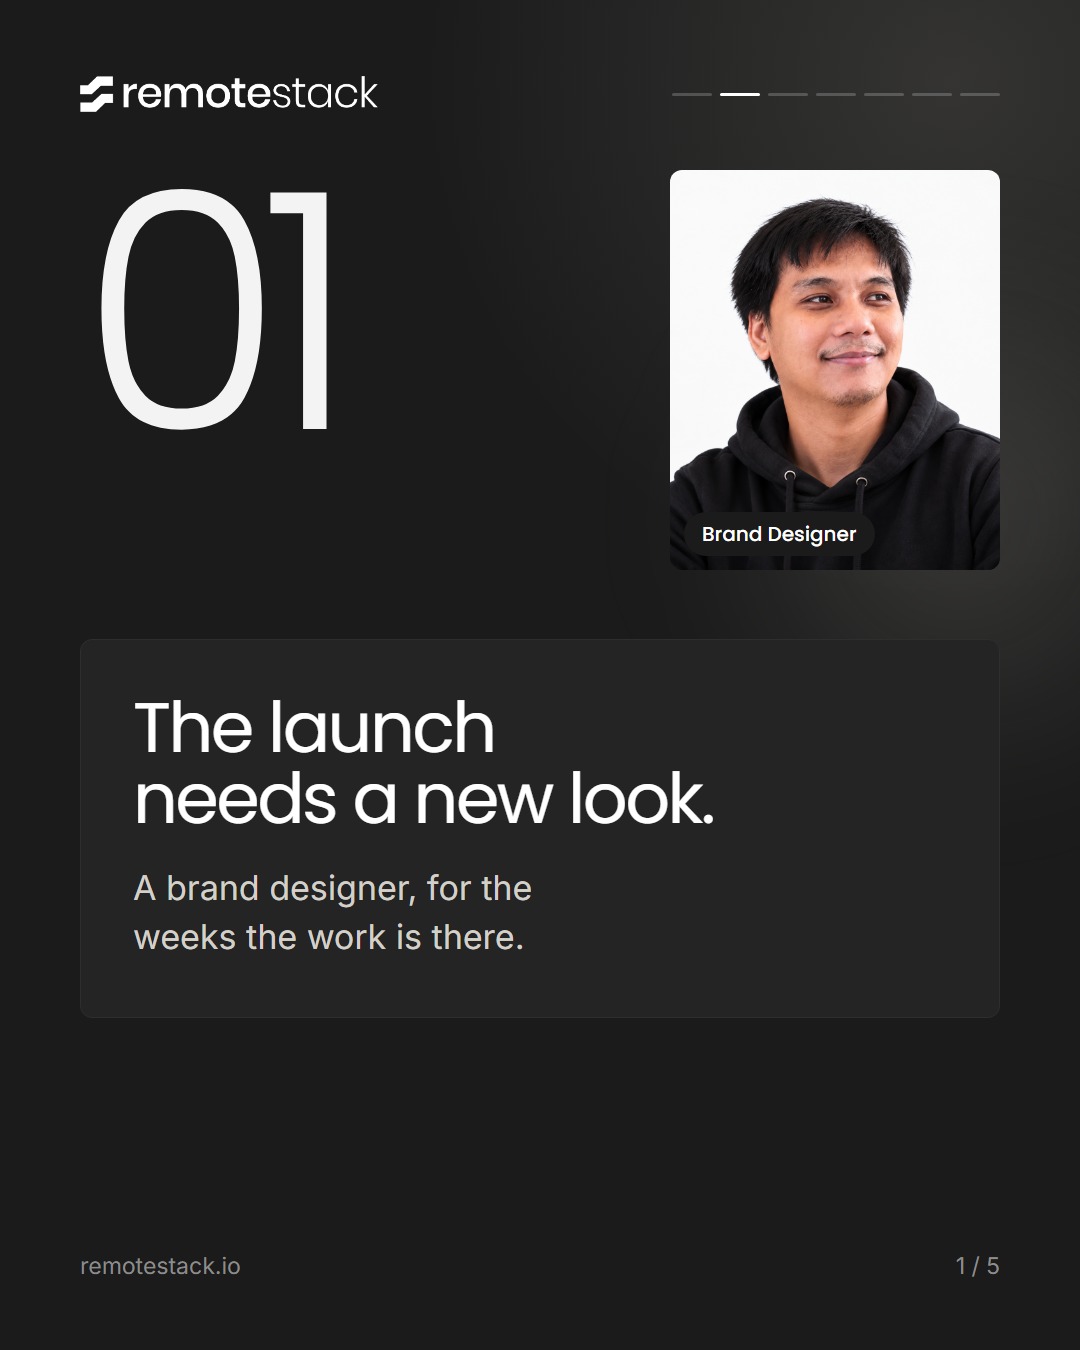 remotestack
01
Brand Designer
The launch
needs a new look.
A brand designer, for the
weeks the work is there.
remotestack.io
1 / 5